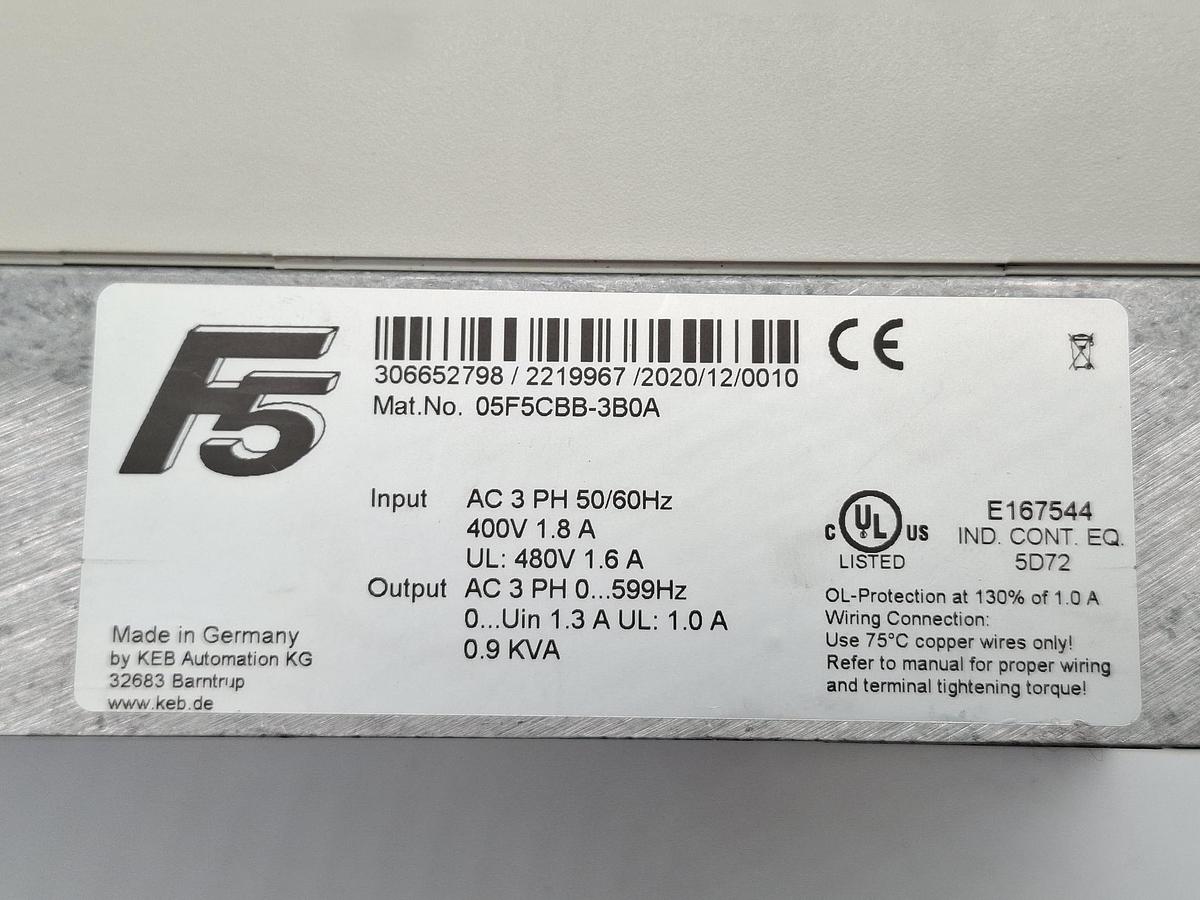 F5
306652798 / 2219967 /2020/12/0010
Mat.No. 05F5CBB-3B0A
CE
Input AC 3 PH 50/60Hz
400V 1.8 A
UL: 480V 1.6 A
Output AC 3 PH 0...599Hz
0...Uin 1.3 A UL: 1.0 A
0.9 KVA
Made in Germany
by KEB Automation KG
32683 Barntrup
www.keb.de
C UL US
LISTED
E167544
IND. CONT. EQ.
5D72
OL-Protection at 130% of 1.0 A
Wiring Connection:
Use 75°C copper wires only!
Refer to manual for proper wiring
and terminal tightening torque!